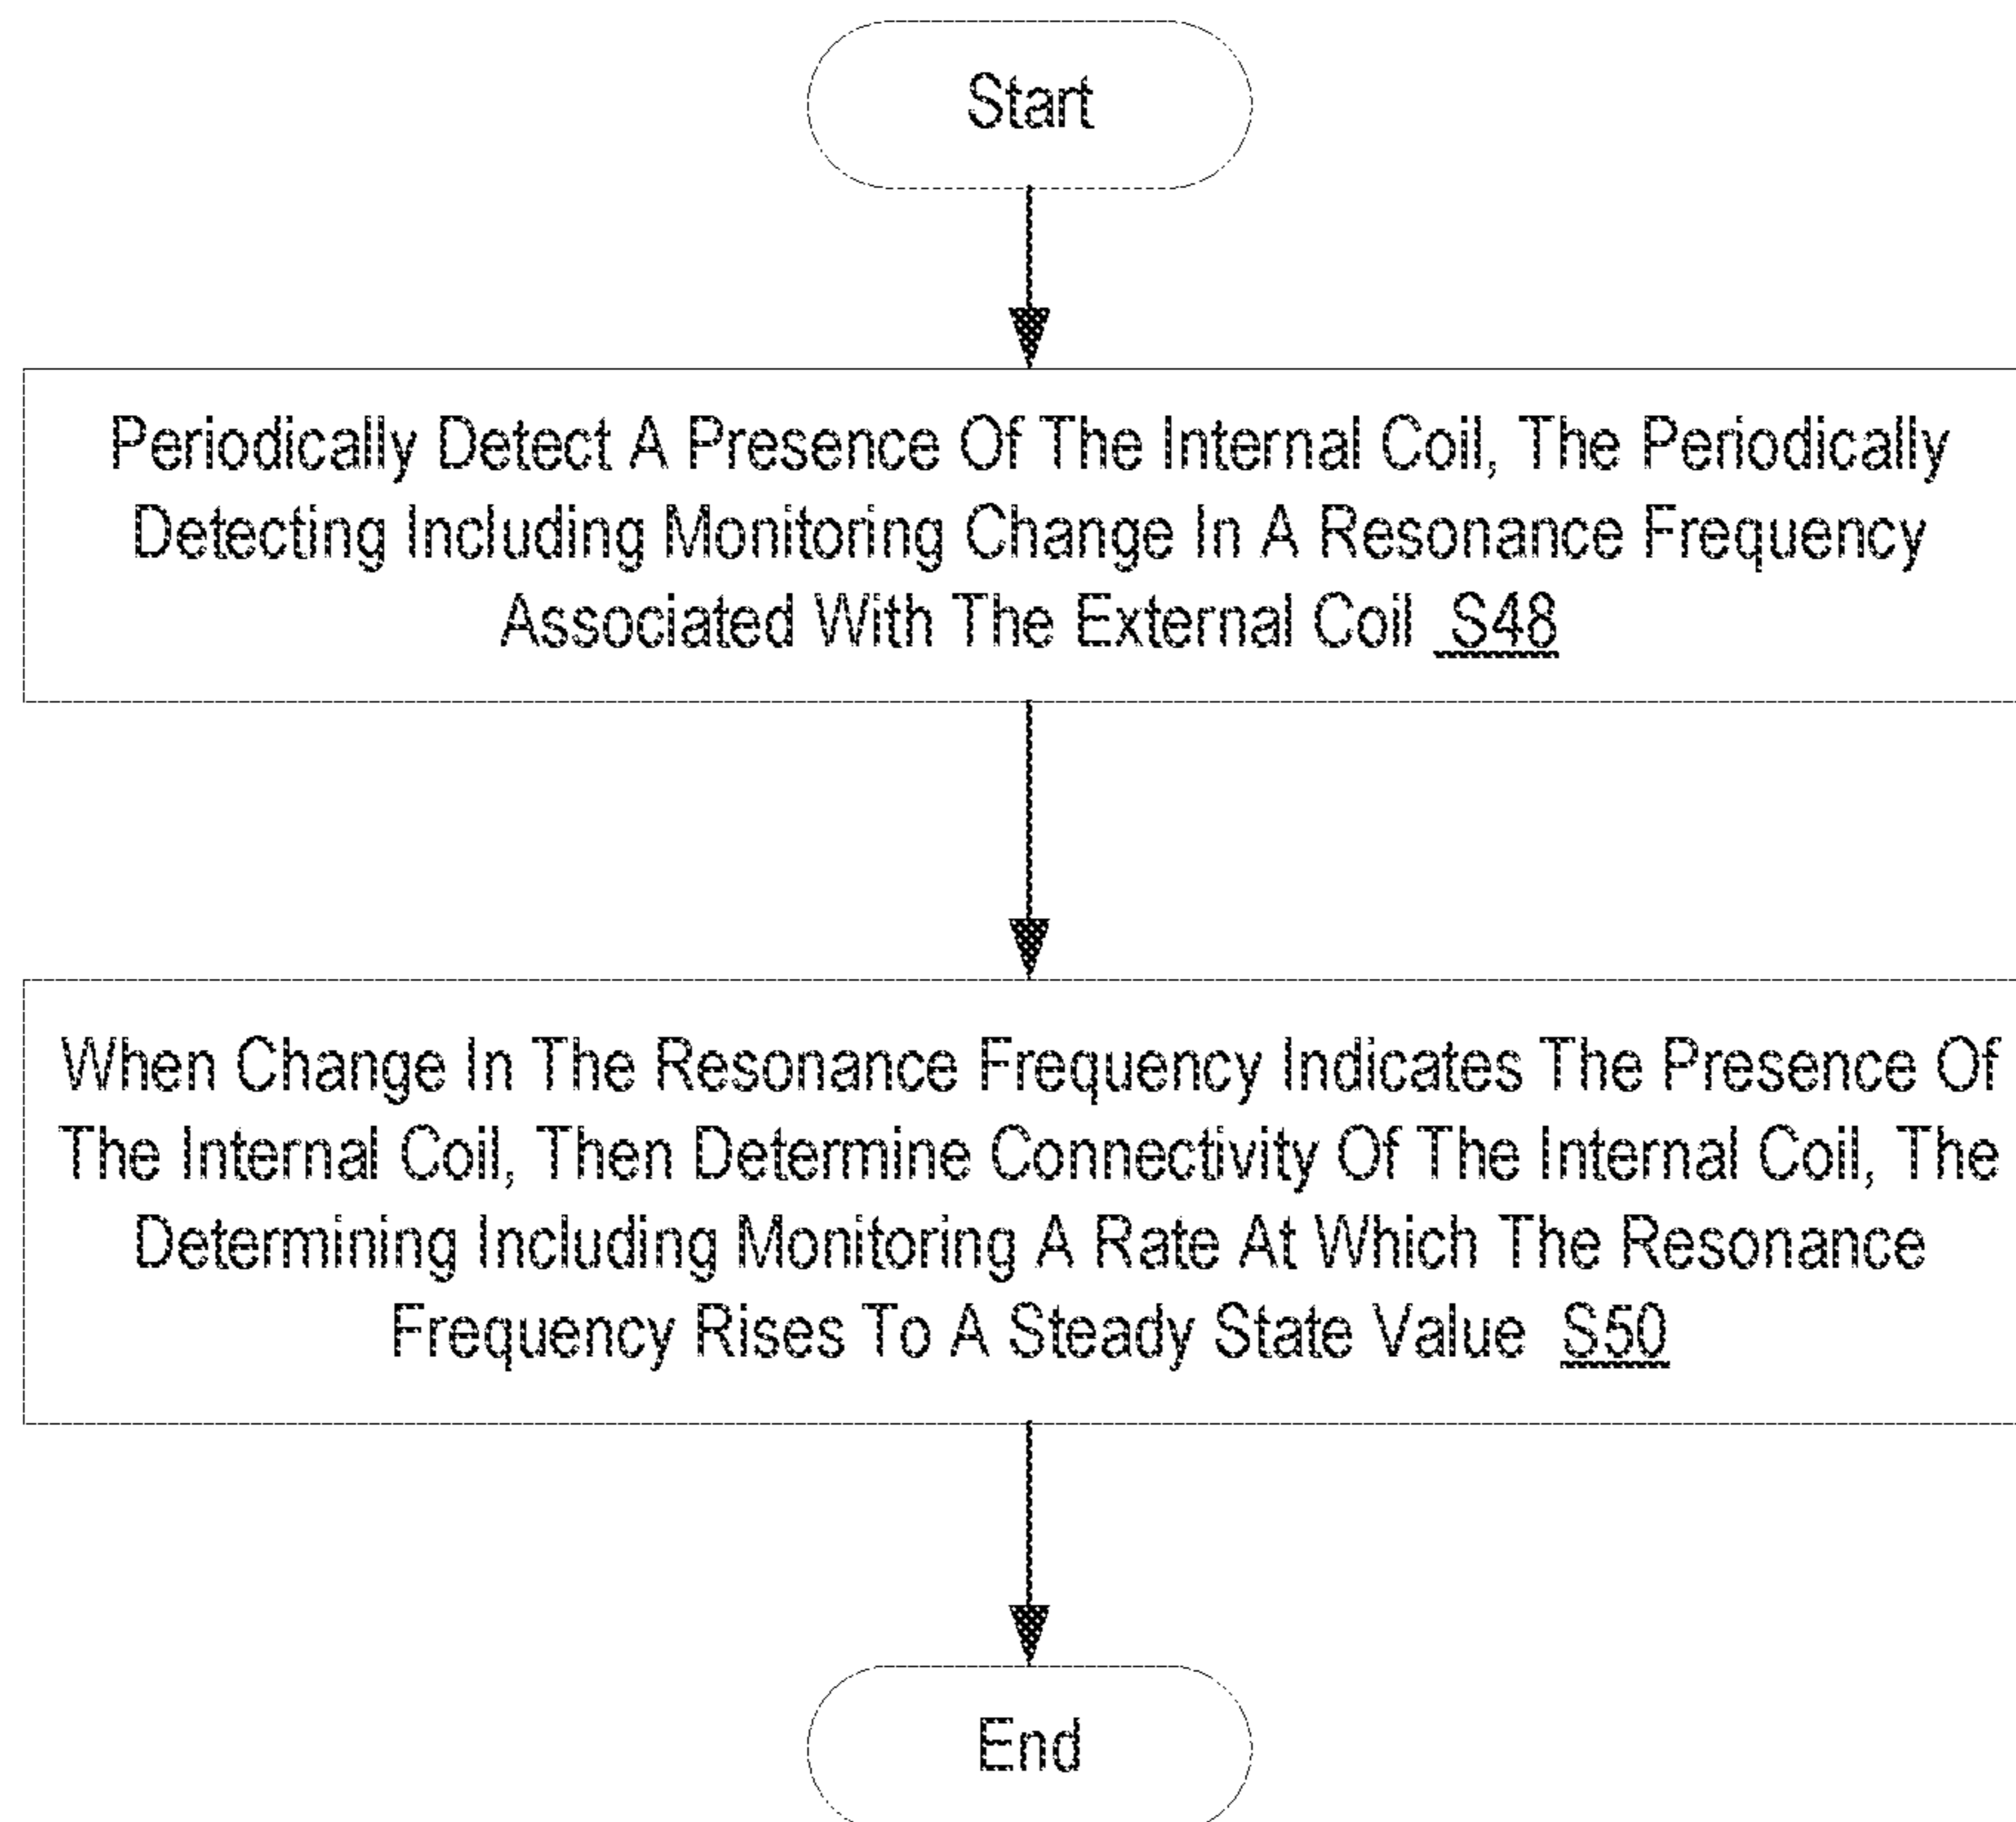 Start
Periodically Detect A Presence Of The Internal Coil, The Periodically
Detecting Including Monitoring Change In A Resonance Frequency
Associated With The External Coil S48
When Change In The Resonance Frequency Indicates The Presence Of
The Internal Coil, Then Determine Connectivity Of The Internal Coil, The
Determining Including Monitoring A Rate At Which The Resonance
Frequency Rises To A Steady State Value S50
End